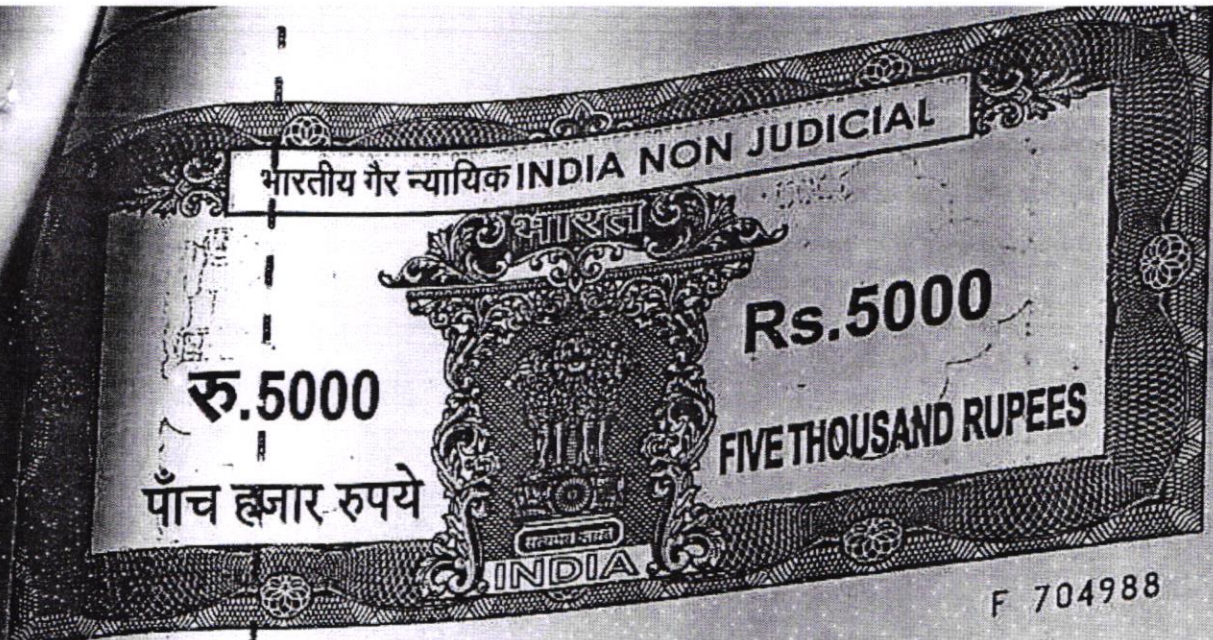 भारतीय गैर न्यायिक INDIA NON JUDICIAL
भारत
रु.5000
पाँच हजार रुपये
Rs.5000
FIVE THOUSAND RUPEES
सत्यमेव जयते
INDIA
F 704988